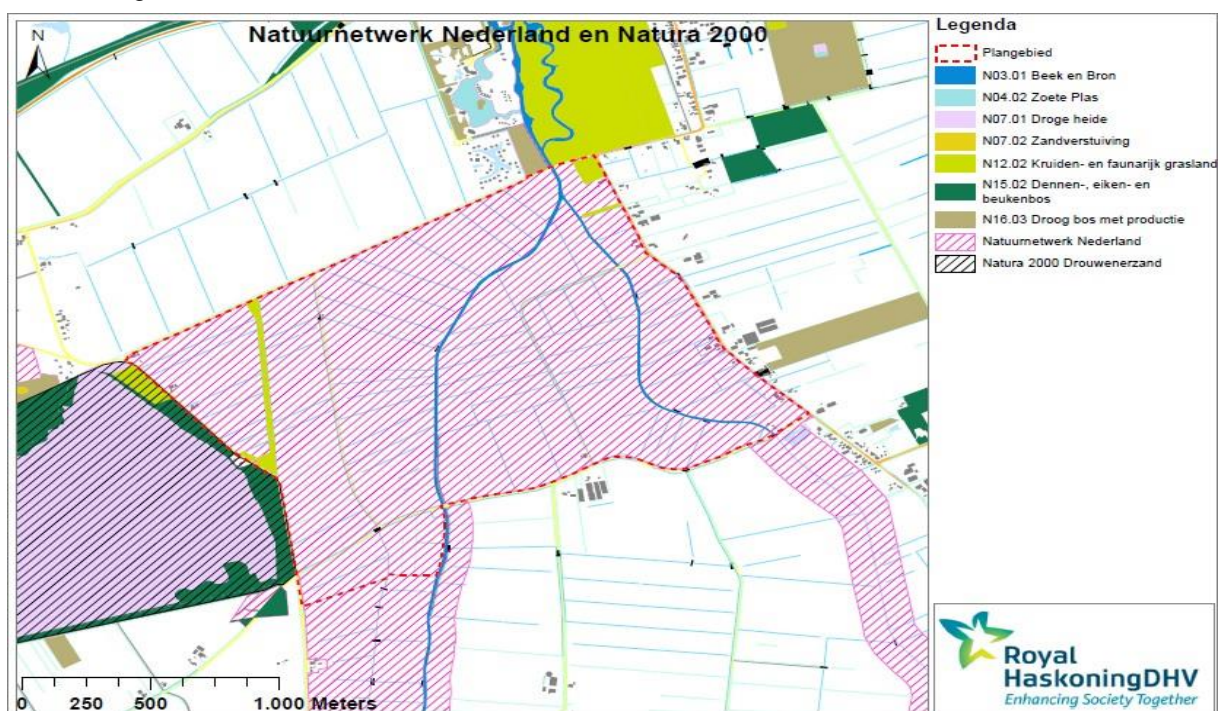 Natuurnetwerk Nederland en Natura 2000
N
Legenda
Plangebied
N03.01 Beek en Bron
N04.02 Zoete Plas
N07.01 Droge heide
N07.02 Zandverstuiving
N12.02 Kruiden- en faunarijk grasland
N15.02 Dennen-, eiken- en
beukenbos
N16.03 Droog bos met productie
Natuurnetwerk Nederland
Natura 2000 Drouwenerzand
0 250 500 1.000 Meters
Royal
HaskoningDHV
Enhancing Society Together